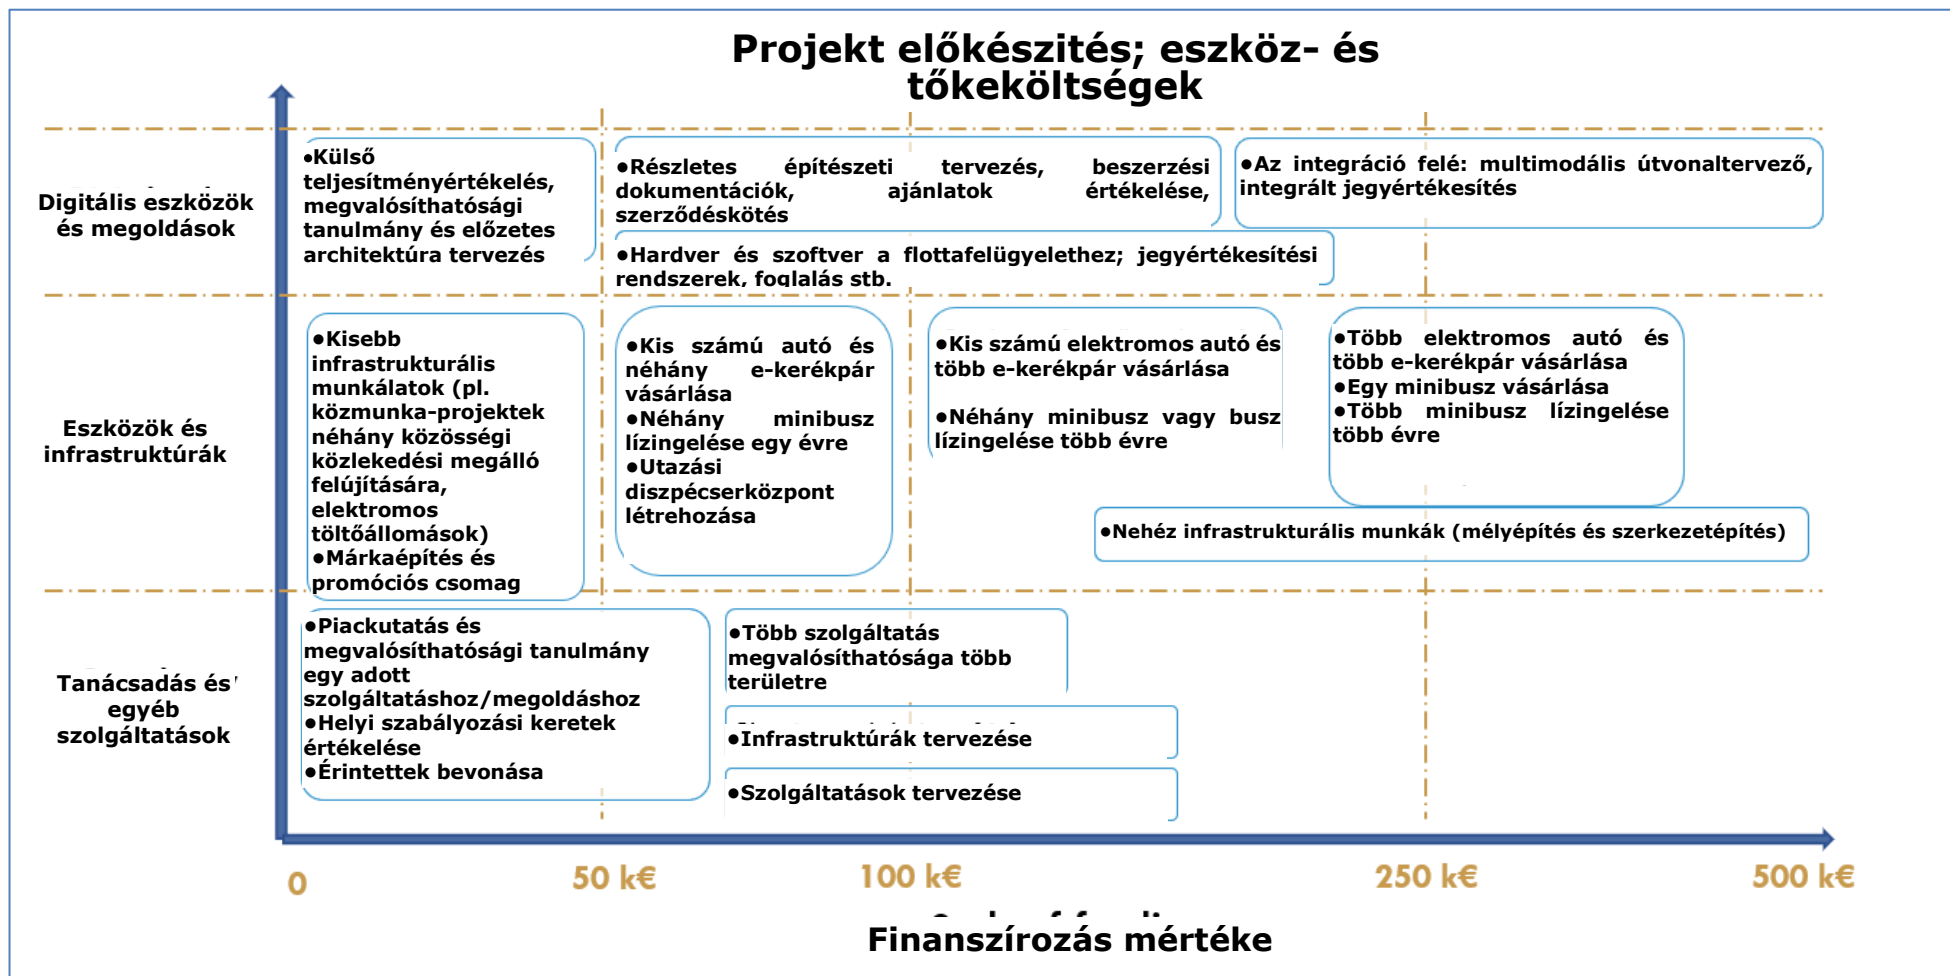 Projekt előkészítés; eszköz- és
tőkeköltségek
Digitális eszközök
és megoldások
●Külső
teljesítményértékelés,
megvalósíthatósági
tanulmány és előzetes
architektúra tervezés
●Részletes építészeti tervezés, beszerzési
dokumentációk, ajánlatok értékelése,
szerződéskötés
●Az integráció felé: multimodális útvonaltervező,
integrált jegyértékesítés
●Hardver és szoftver a flottafelügyelethez; jegyértékesítési
rendszerek, foglalás stb.
Eszközök és
infrastruktúrák
●Kisebb
infrastrukturális
munkálatok (pl.
közmunka-projektek
néhány közösségi
közlekedési megálló
felújítására,
elektromos
töltőállomások)
●Márkaépítés és
promóciós csomag
●Kis számú autó és
néhány e-kerékpár
vásárlása
●Néhány minibusz
lízingelése egy évre
●Utazási
diszpécserközpont
létrehozása
●Kis számú elektromos autó és
több e-kerékpár vásárlása
●Néhány minibusz vagy busz
lízingelése több évre
●Több elektromos autó és
több e-kerékpár vásárlása
●Egy minibusz vásárlása
●Több minibusz lízingelése
több évre
●Nehéz infrastrukturális munkák (mélyépítés és szerkezetépítés)
Tanácsadás és
egyéb
szolgáltatások
●Piackutatás és
megvalósíthatósági tanulmány
egy adott
szolgáltatáshoz/megoldáshoz
●Helyi szabályozási keretek
értékelése
●Érintettek bevonása
●Több szolgáltatás
megvalósíthatósága több
területre
●Infrastruktúrák tervezése
●Szolgáltatások tervezése
0
50 k€
100 k€
250 k€
500 k€
Finanszírozás mértéke